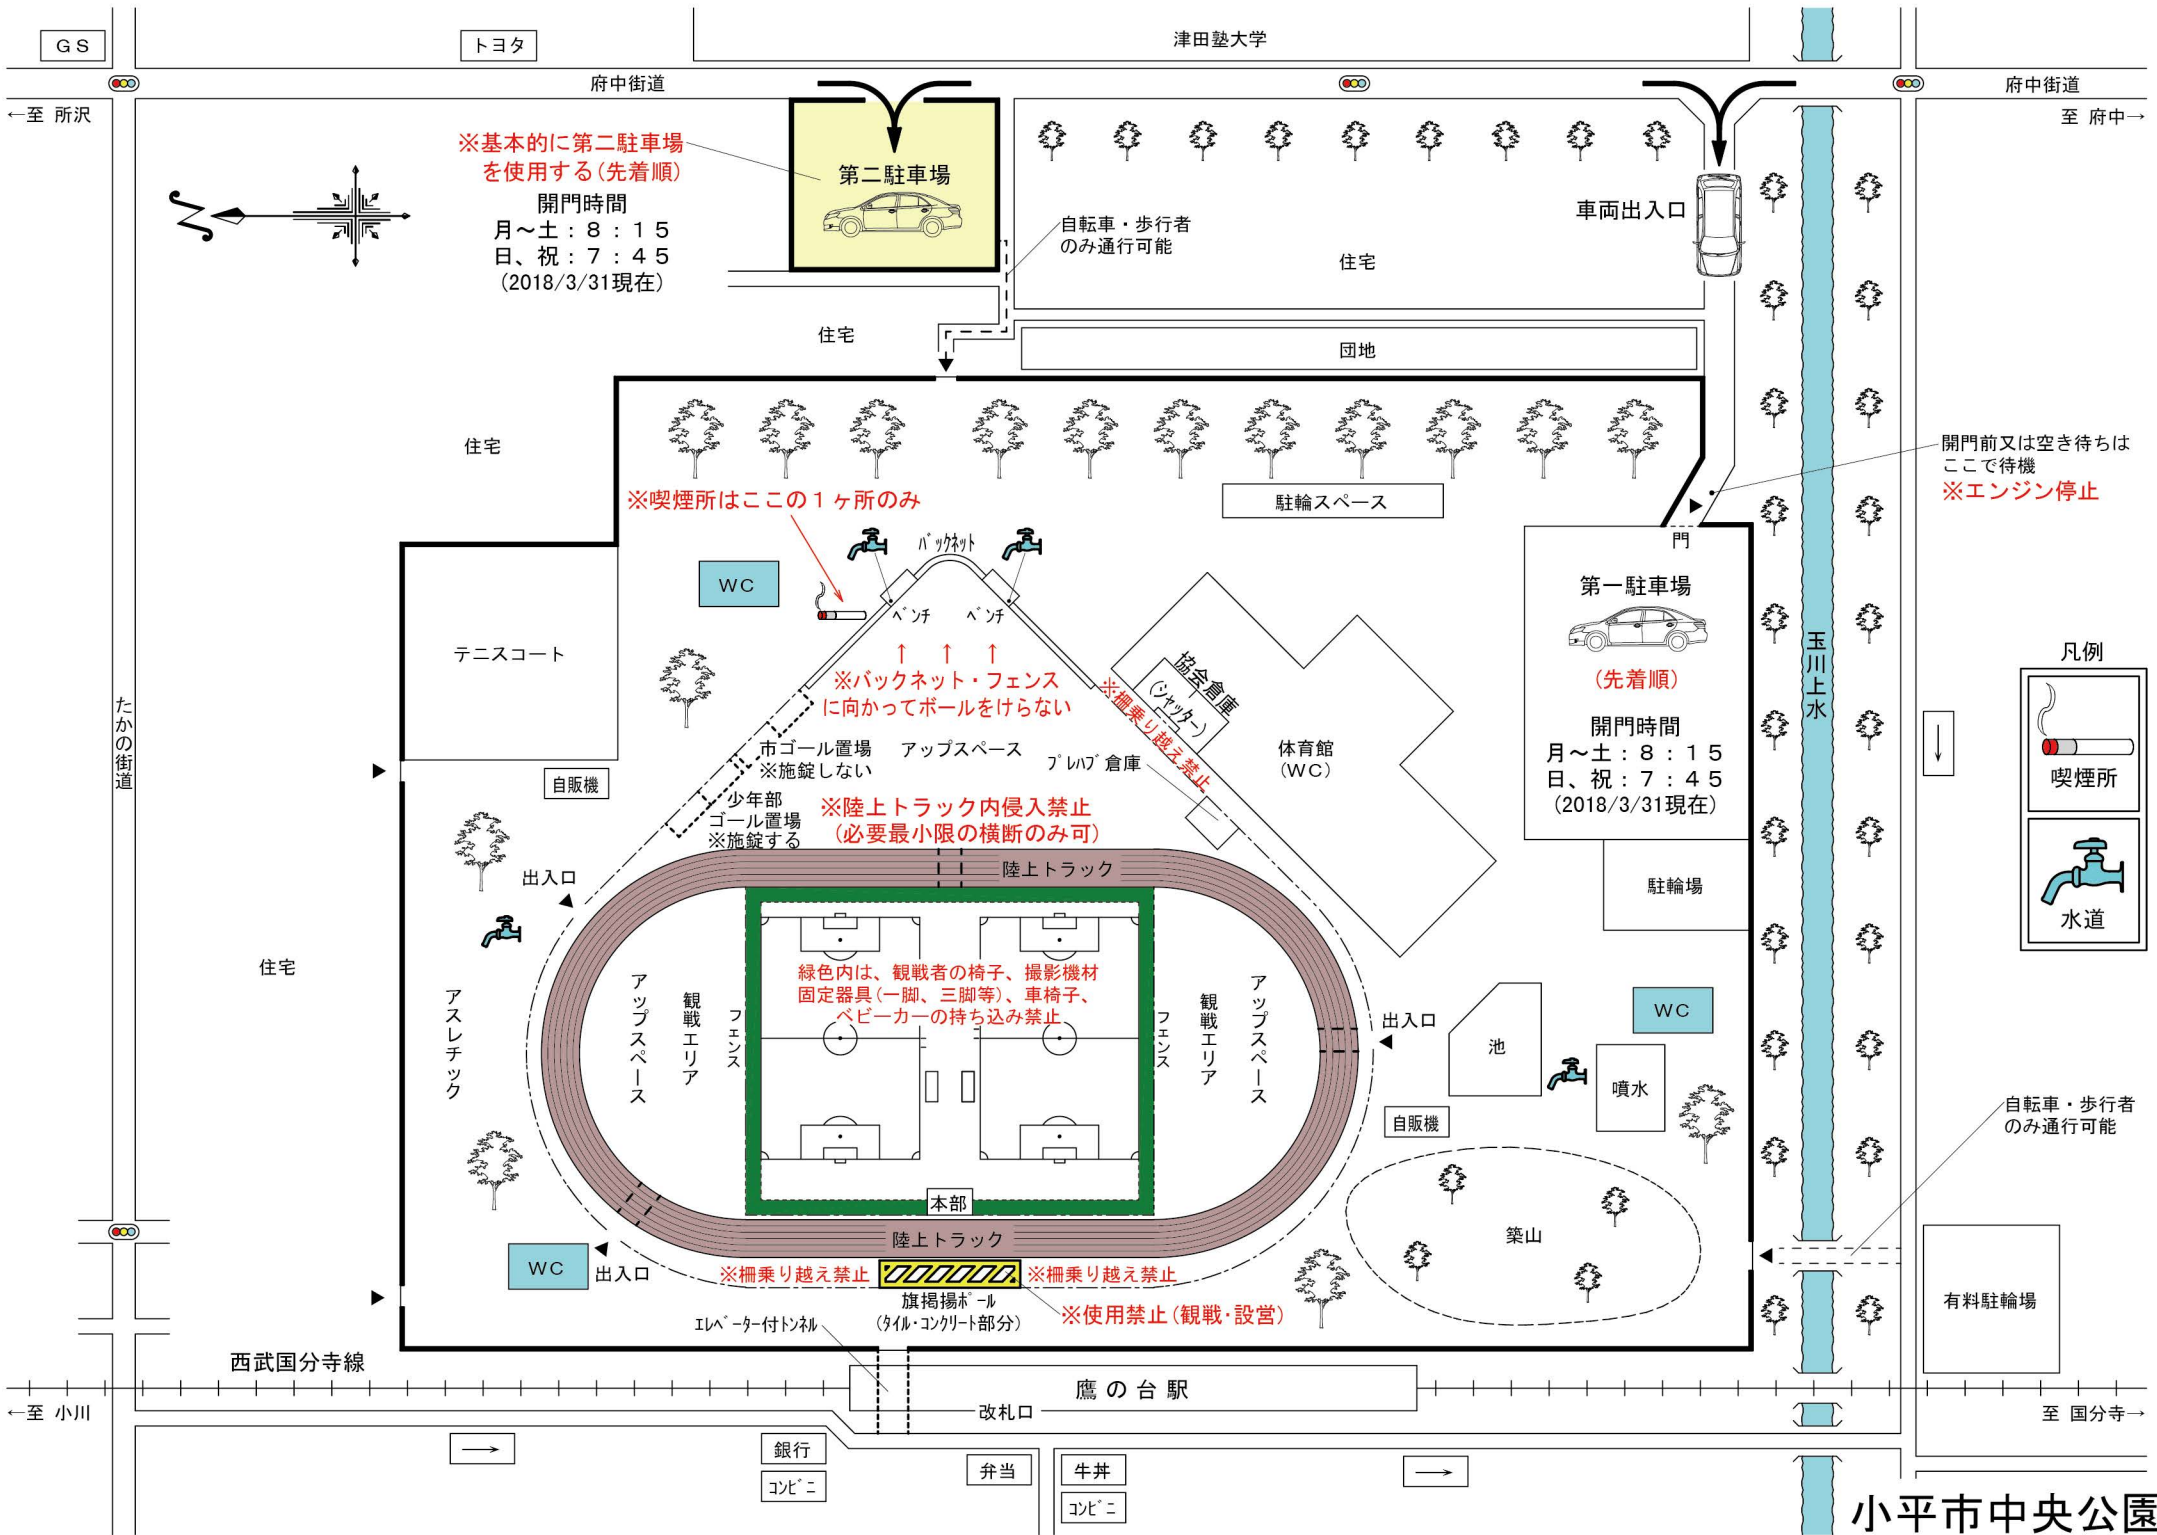 GS
トヨタ
津田塾大学
府中街道
府中街道
←至 所沢
至 府中→
※基本的に第二駐車場
を使用する(先着順)
開門時間
月～土：８：１５
日、祝：７：４５
(2018/3/31現在)
第二駐車場
自転車・歩行者
のみ通行可能
車両出入口
住宅
住宅
団地
住宅
開門前又は空き待ちは
ここで待機
※エンジン停止
※喫煙所はここの１ヶ所のみ
駐輪スペース
バックネット
門
WC
ベンチ
ベンチ
第一駐車場
(先着順)
開門時間
月～土：８：１５
日、祝：７：４５
(2018/3/31現在)
玉川上水
凡例
喫煙所
水道
テニスコート
※バックネット・フェンス
に向かってボールをけらない
協会倉庫
(シャッター)
※柵乗り越え禁止
たかの街道
市ゴール置場
※施錠しない
アップスペース
プレハブ倉庫
体育館
(WC)
自販機
少年部
ゴール置場
※施錠する
※陸上トラック内侵入禁止
(必要最小限の横断のみ可)
陸上トラック
出入口
駐輪場
住宅
アスレチック
アップスペース
観戦エリア
フェンス
緑色内は、観戦者の椅子、撮影機材
固定器具(一脚、三脚等)、車椅子、
ベビーカーの持ち込み禁止
フェンス
観戦エリア
アップスペース
出入口
池
WC
噴水
自販機
自転車・歩行者
のみ通行可能
本部
陸上トラック
築山
WC
出入口
※柵乗り越え禁止
※柵乗り越え禁止
旗掲揚ポール
(タイル・コンクリート部分)
※使用禁止(観戦・設営)
エレベーター付トンネル
有料駐輪場
西武国分寺線
鷹の台駅
←至 小川
改札口
至 国分寺→
→
銀行
コンビニ
弁当
牛丼
コンビニ
→
小平市中央公園